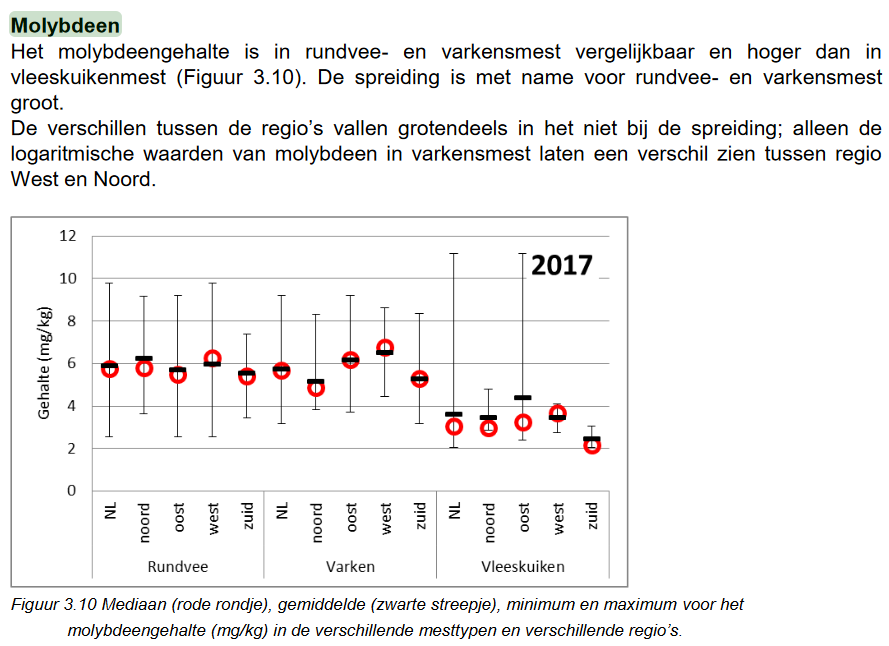 Molybdeen
Het molybdeengehalte is in rundvee- en varkensmest vergelijkbaar en hoger dan in
vleeskuikenmest (Figuur 3.10). De spreiding is met name voor rundvee- en varkensmest
groot.
De verschillen tussen de regio’s vallen grotendeels in het niet bij de spreiding; alleen de
logaritmische waarden van molybdeen in varkensmest laten een verschil zien tussen regio
West en Noord.
2017
Gehalte (mg/kg)
12
10
8
6
4
2
0
NL noord oost west zuid NL noord oost west zuid NL noord oost west zuid
Rundvee Varken Vleeskuiken
Figuur 3.10 Mediaan (rode rondje), gemiddelde (zwarte streepje), minimum en maximum voor het
molybdeengehalte (mg/kg) in de verschillende mesttypen en verschillende regio’s.